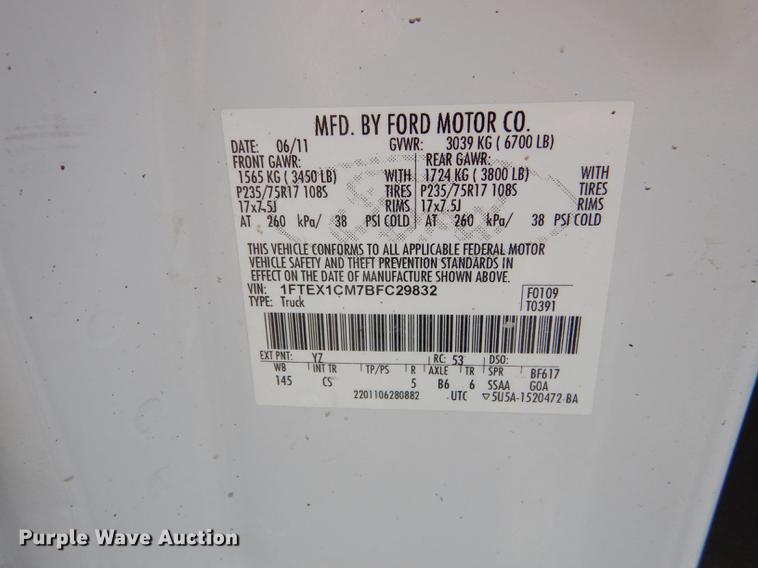 MFD. BY FORD MOTOR CO.
DATE: 06/11 GVWR: 3039 KG ( 6700 LB)
FRONT GAWR: REAR GAWR:
1565 KG ( 3450 LB) WITH 1724 KG ( 3800 LB) WITH
P235/75R17 108S TIRES P235/75R17 108S TIRES
17x7.5J RIMS 17x7.5J RIMS
AT 260 kPa/ 38 PSI COLD AT 260 kPa/ 38 PSI COLD
THIS VEHICLE CONFORMS TO ALL APPLICABLE FEDERAL MOTOR
VEHICLE SAFETY AND THEFT PREVENTION STANDARDS IN
EFFECT ON THE DATE OF MANUFACTURE SHOWN ABOVE.
VIN: 1FTEX1CM7BFC29832 F0109
TYPE: Truck T0391
EXT PNT: YZ RC: 53 DSO:
WB INT TR TP/PS R AXLE TR SPR BF617
145 CS 5 B6 6 SSAA GOA
2201106280882 UTC ▽5U5A-1520472-BA
Purple Wave Auction